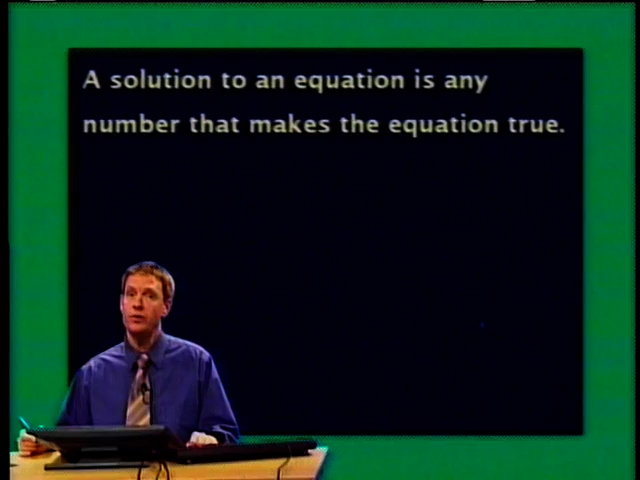 A solution to an equation is any
number that makes the equation true.